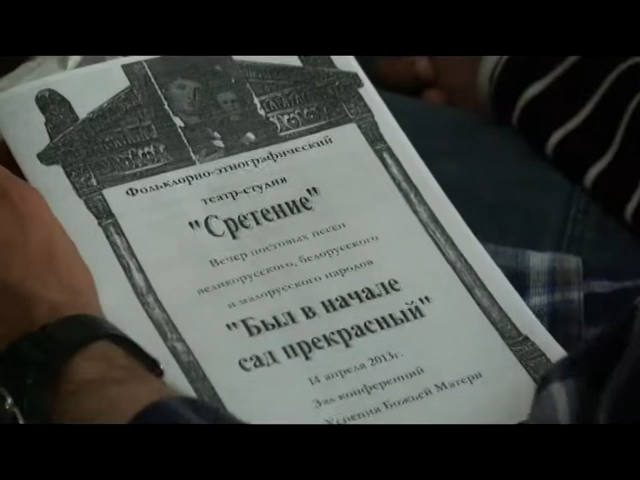 Фольклорно-этнографический
театр-студия
"Сретение"
Вечер постовых песен
великорусского, белорусского
и малорусского народов
"Был в начале
сад прекрасный"
14 апреля 2013г.
Зал конференций
Успения Божьей Матери